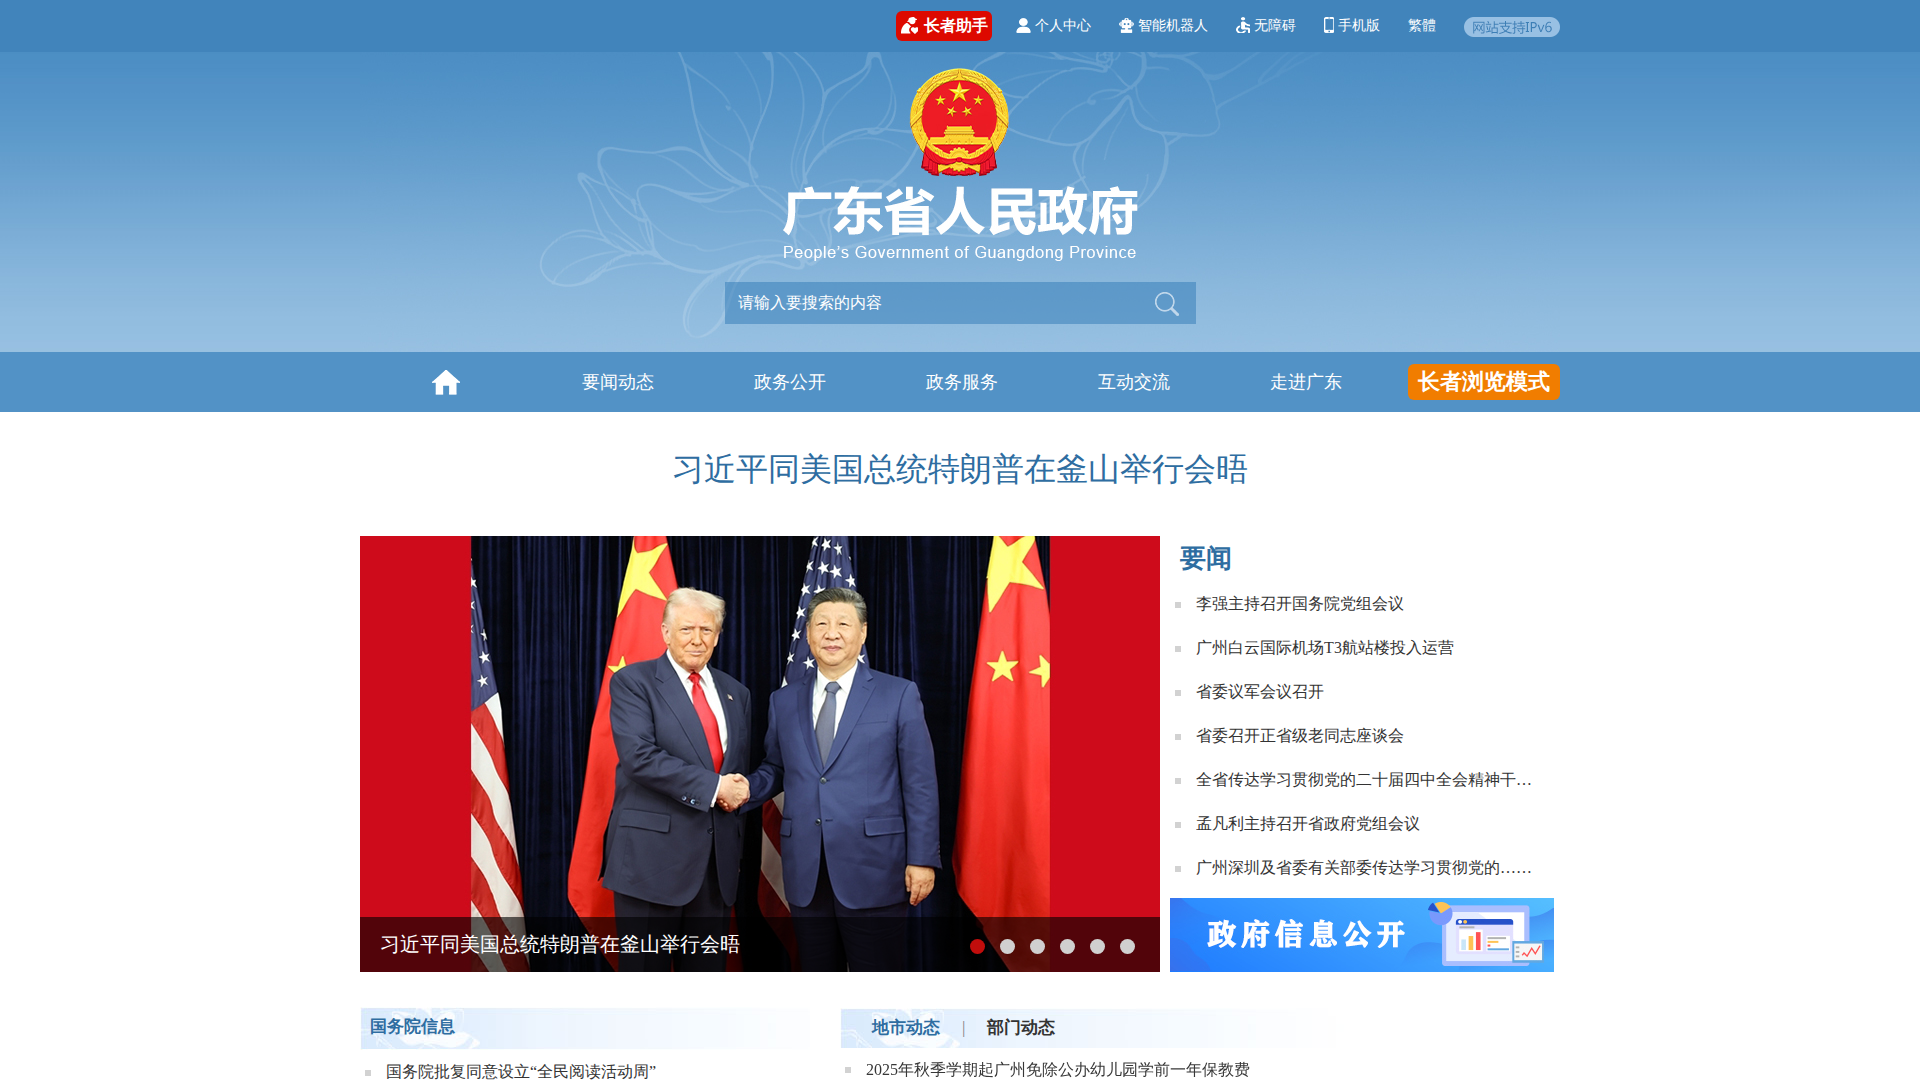 长者助手 个人中心 智能机器人 无障碍 手机版 繁體 网站支持IPv6
广东省人民政府
People's Government of Guangdong Province
请输入要搜索的内容
要闻动态 政务公开 政务服务 互动交流 走进广东 长者浏览模式
习近平同美国总统特朗普在釜山举行会晤
习近平同美国总统特朗普在釜山举行会晤
要闻
李强主持召开国务院党组会议
广州白云国际机场T3航站楼投入运营
省委议军会议召开
省委召开正省级老同志座谈会
全省传达学习贯彻党的二十届四中全会精神干…
孟凡利主持召开省政府党组会议
广州深圳及省委有关部委传达学习贯彻党的……
政府信息公开
国务院信息
国务院批复同意设立“全民阅读活动周”
地市动态 | 部门动态
2025年秋季学期起广州免除公办幼儿园学前一年保教费